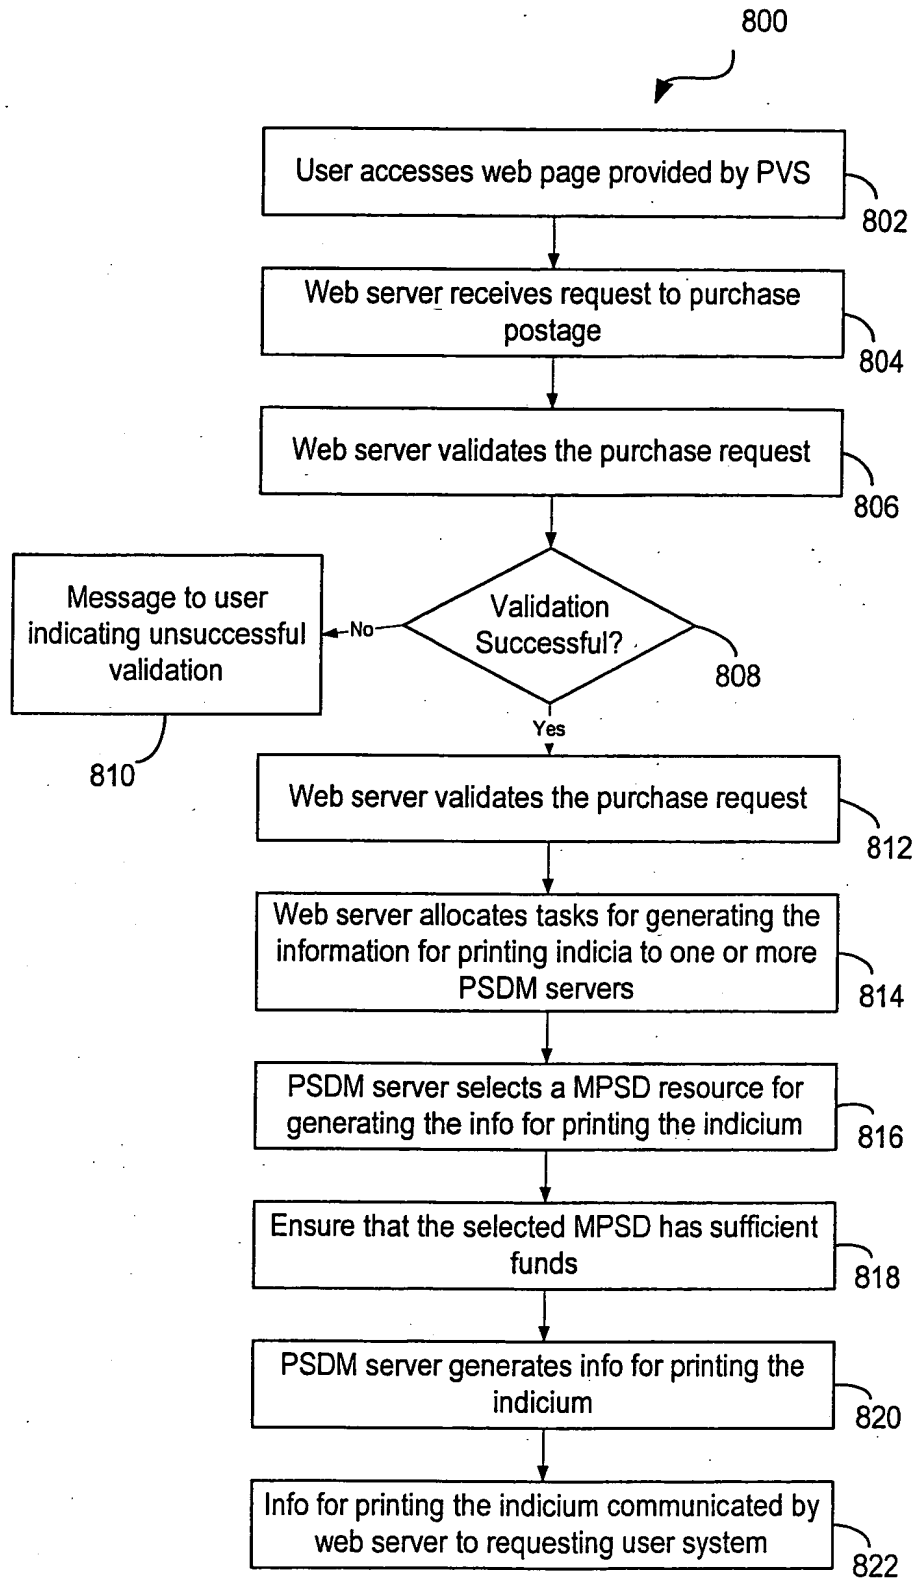 800
User accesses web page provided by PVS
802
Web server receives request to purchase
postage
804
Web server validates the purchase request
806
Validation
Successful?
808
No
Message to user
indicating unsuccessful
validation
810
Yes
Web server validates the purchase request
812
Web server allocates tasks for generating the
information for printing indicia to one or more
PSDM servers
814
PSDM server selects a MPSD resource for
generating the info for printing the indicium
816
Ensure that the selected MPSD has sufficient
funds
818
PSDM server generates info for printing the
indicium
820
Info for printing the indicium communicated by
web server to requesting user system
822